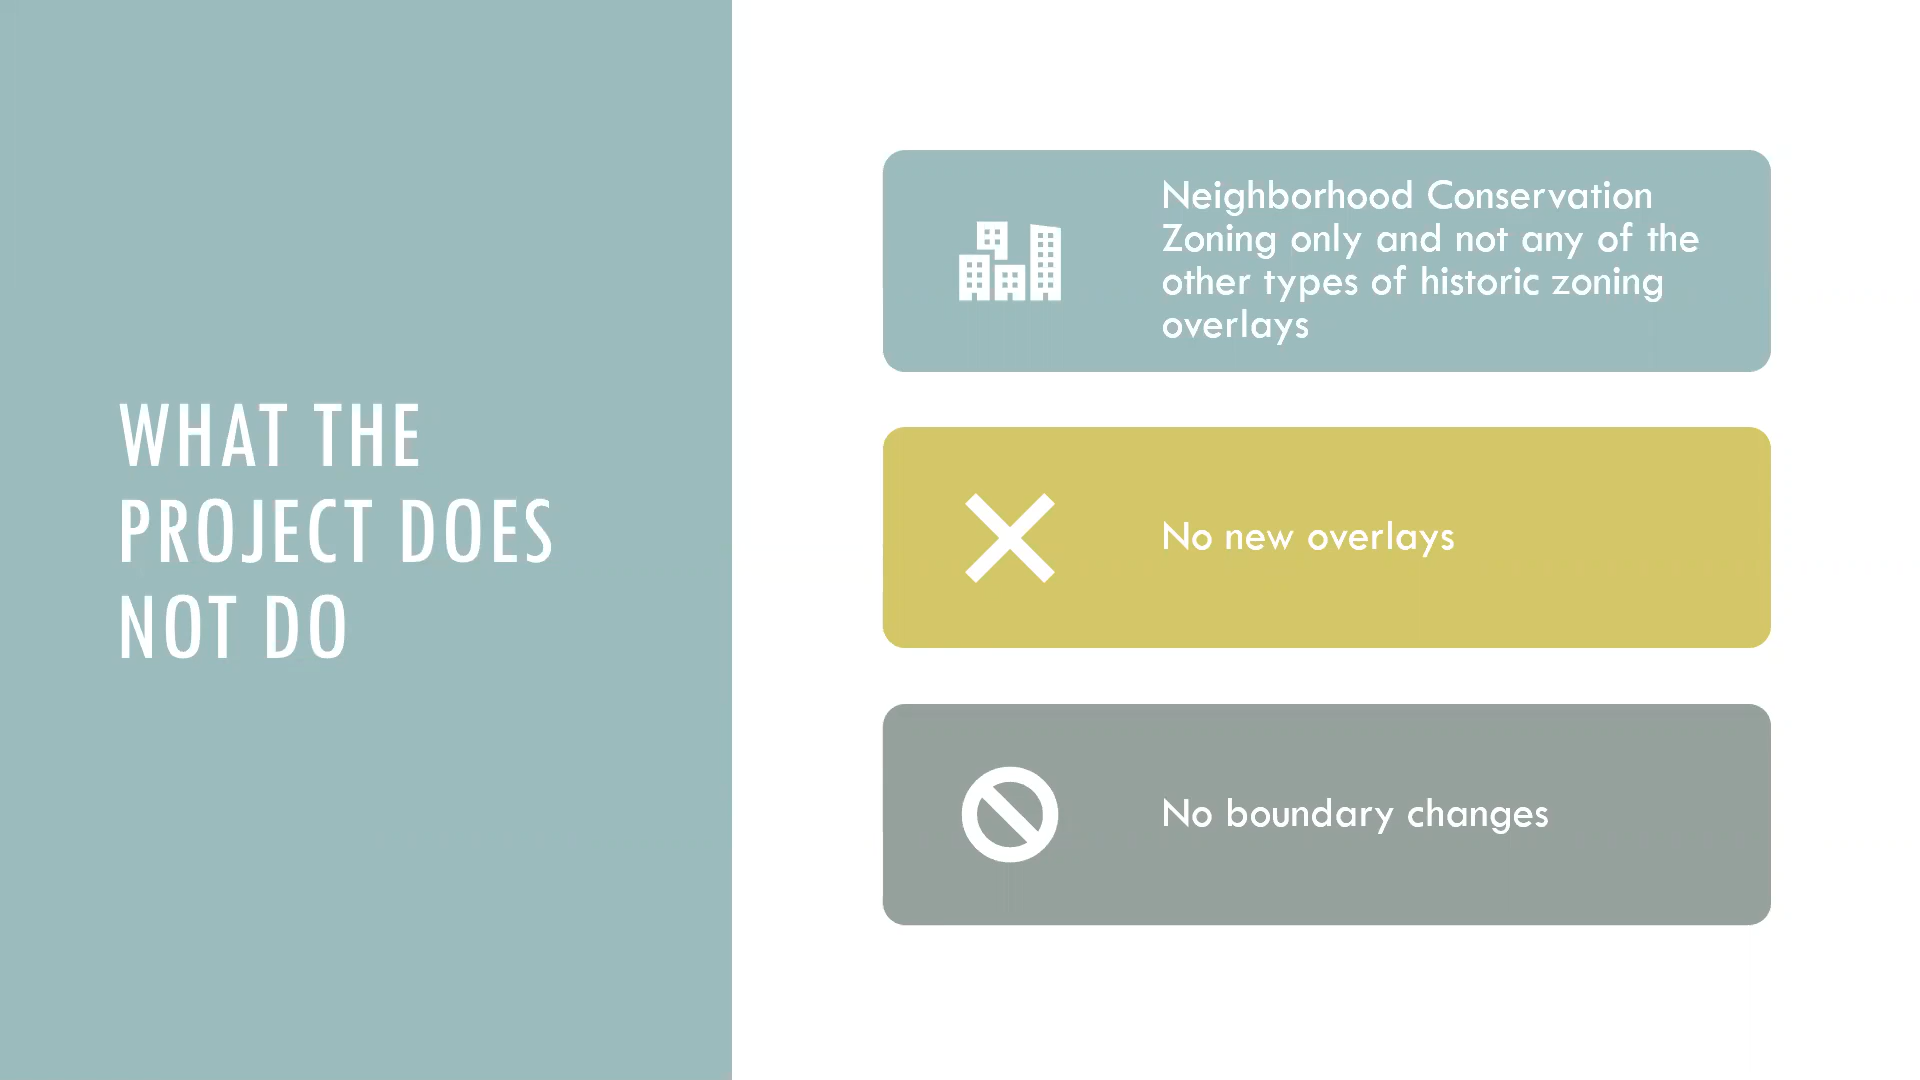 WHAT THE
PROJECT DOES
NOT DO
Neighborhood Conservation
Zoning only and not any of the
other types of historic zoning
overlays
No new overlays
No boundary changes